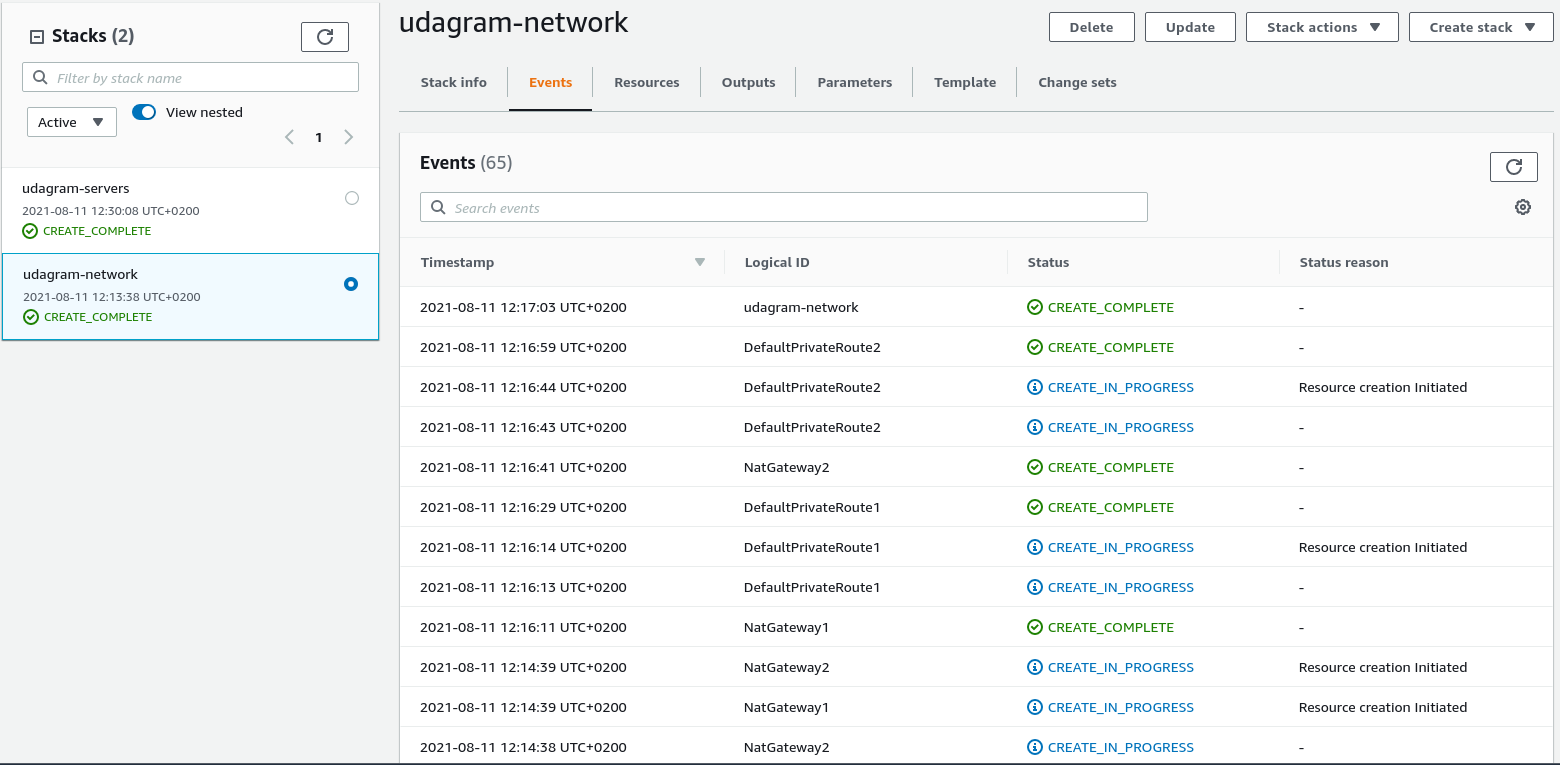 Stacks (2)
Filter by stack name
Active
View nested
1
udagram-servers
2021-08-11 12:30:08 UTC+0200
CREATE_COMPLETE
udagram-network
2021-08-11 12:13:38 UTC+0200
CREATE_COMPLETE
udagram-network
Delete
Update
Stack actions
Create stack
Stack info
Events
Resources
Outputs
Parameters
Template
Change sets
Events (65)
Search events
Timestamp Logical ID Status Status reason
2021-08-11 12:17:03 UTC+0200 udagram-network CREATE_COMPLETE -
2021-08-11 12:16:59 UTC+0200 DefaultPrivateRoute2 CREATE_COMPLETE -
2021-08-11 12:16:44 UTC+0200 DefaultPrivateRoute2 CREATE_IN_PROGRESS Resource creation Initiated
2021-08-11 12:16:43 UTC+0200 DefaultPrivateRoute2 CREATE_IN_PROGRESS -
2021-08-11 12:16:41 UTC+0200 NatGateway2 CREATE_COMPLETE -
2021-08-11 12:16:29 UTC+0200 DefaultPrivateRoute1 CREATE_COMPLETE -
2021-08-11 12:16:14 UTC+0200 DefaultPrivateRoute1 CREATE_IN_PROGRESS Resource creation Initiated
2021-08-11 12:16:13 UTC+0200 DefaultPrivateRoute1 CREATE_IN_PROGRESS -
2021-08-11 12:16:11 UTC+0200 NatGateway1 CREATE_COMPLETE -
2021-08-11 12:14:39 UTC+0200 NatGateway2 CREATE_IN_PROGRESS Resource creation Initiated
2021-08-11 12:14:39 UTC+0200 NatGateway1 CREATE_IN_PROGRESS Resource creation Initiated
2021-08-11 12:14:38 UTC+0200 NatGateway2 CREATE_IN_PROGRESS -